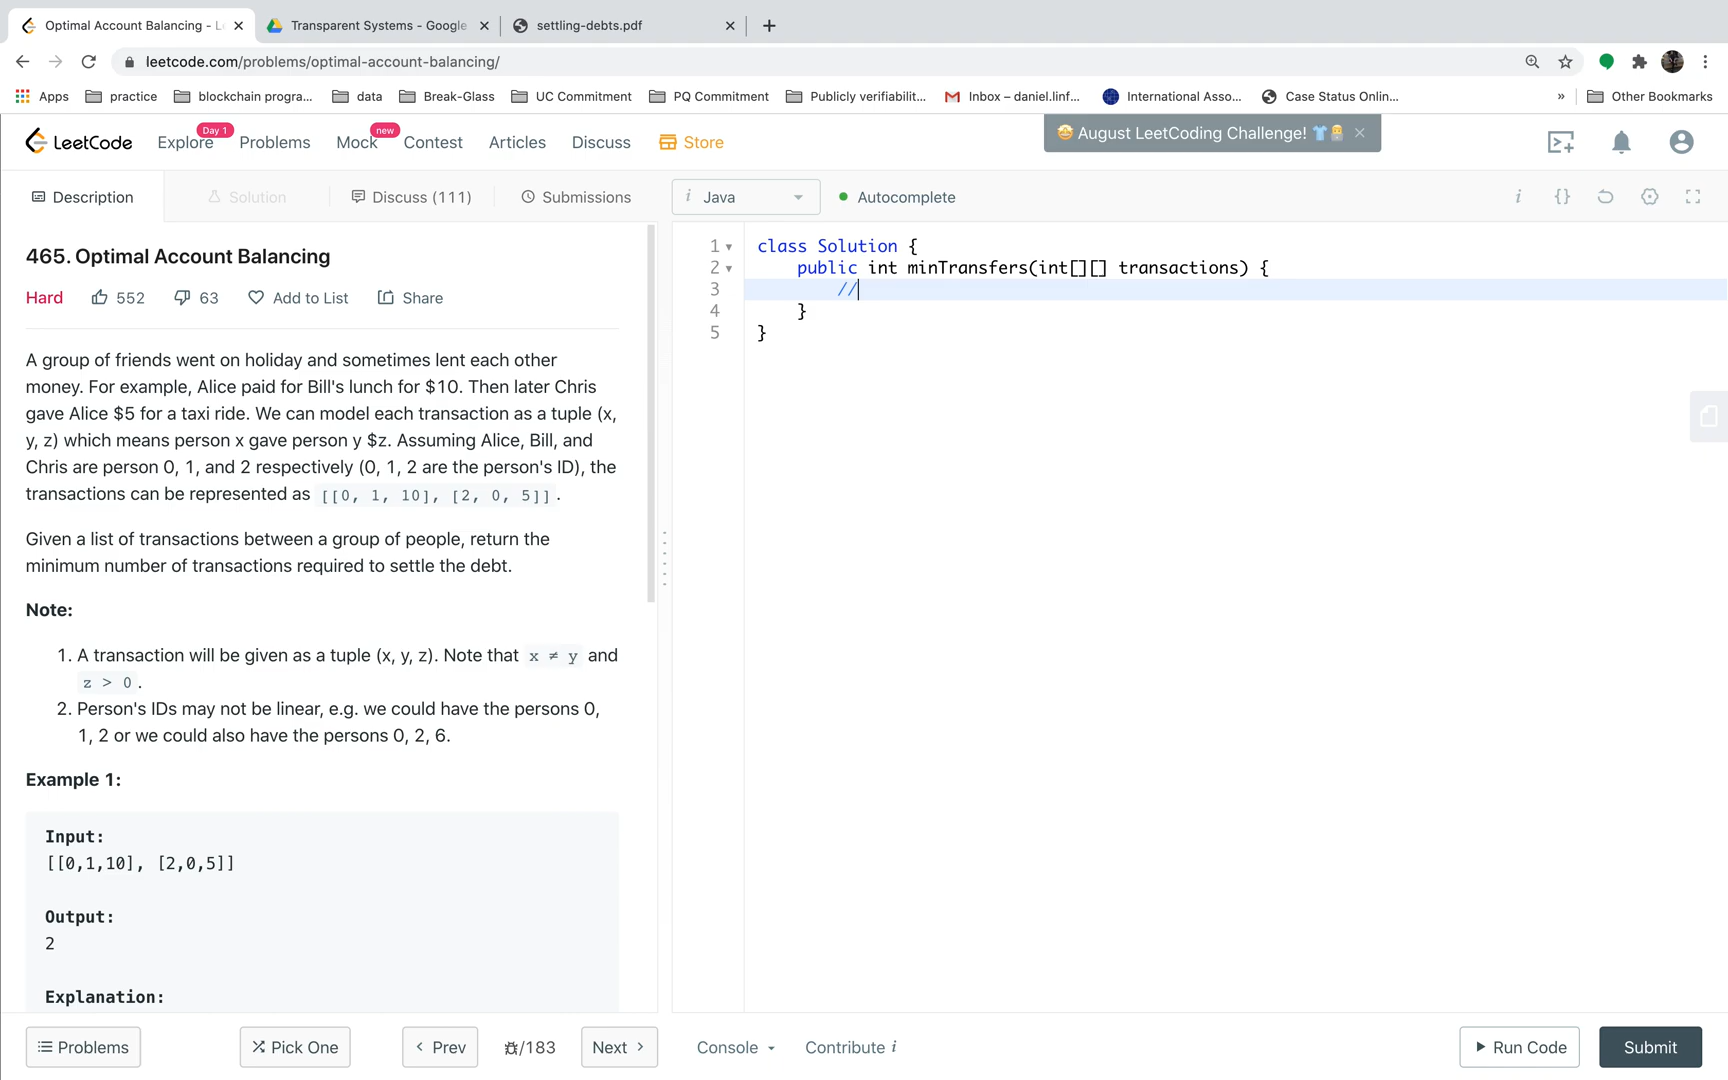 Optimal Account Balancing - L
Transparent Systems - Google
settling-debts.pdf
leetcode.com/problems/optimal-account-balancing/
Apps
practice
blockchain progra...
data
Break-Glass
UC Commitment
PQ Commitment
Publicly verifiabilit...
Inbox – daniel.linf...
International Asso...
Case Status Onlin...
»
Other Bookmarks
LeetCode
Explore
Day 1
Problems
Mock
new
Contest
Articles
Discuss
Store
August LeetCoding Challenge!
Description
Solution
Discuss (111)
Submissions
i Java
Autocomplete
i {}
465. Optimal Account Balancing
Hard 552 63 Add to List Share
A group of friends went on holiday and sometimes lent each other
money. For example, Alice paid for Bill's lunch for $10. Then later Chris
gave Alice $5 for a taxi ride. We can model each transaction as a tuple (x,
y, z) which means person x gave person y $z. Assuming Alice, Bill, and
Chris are person 0, 1, and 2 respectively (0, 1, 2 are the person's ID), the
transactions can be represented as [[0, 1, 10], [2, 0, 5]].
Given a list of transactions between a group of people, return the
minimum number of transactions required to settle the debt.
Note:
1. A transaction will be given as a tuple (x, y, z). Note that x ≠ y and
z > 0.
2. Person's IDs may not be linear, e.g. we could have the persons 0,
1, 2 or we could also have the persons 0, 2, 6.
Example 1:
Input:
[[0,1,10], [2,0,5]]
Output:
2
Explanation:
1 class Solution {
2 public int minTransfers(int[][] transactions) {
3 //
4 }
5 }
Problems
Pick One
Prev
/183
Next
Console
Contribute i
Run Code
Submit